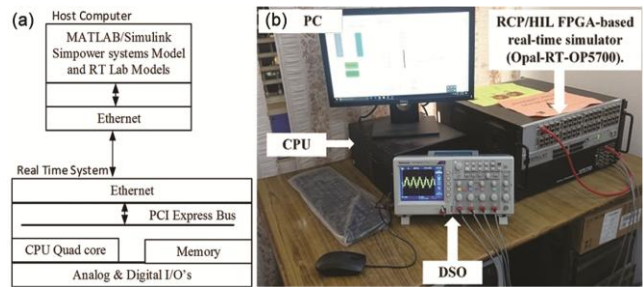 (a)
Host Computer
MATLAB/Simulink
Simpower systems Model
and RT Lab Models.
Ethernet
Real Time System
Ethernet
PCI Express Bus
CPU Quad core
Memory
Analog & Digital I/O's
(b)
PC
RCP/HIL FPGA-based
real-time simulator
(Opal-RT-OP5700).
CPU
DSO